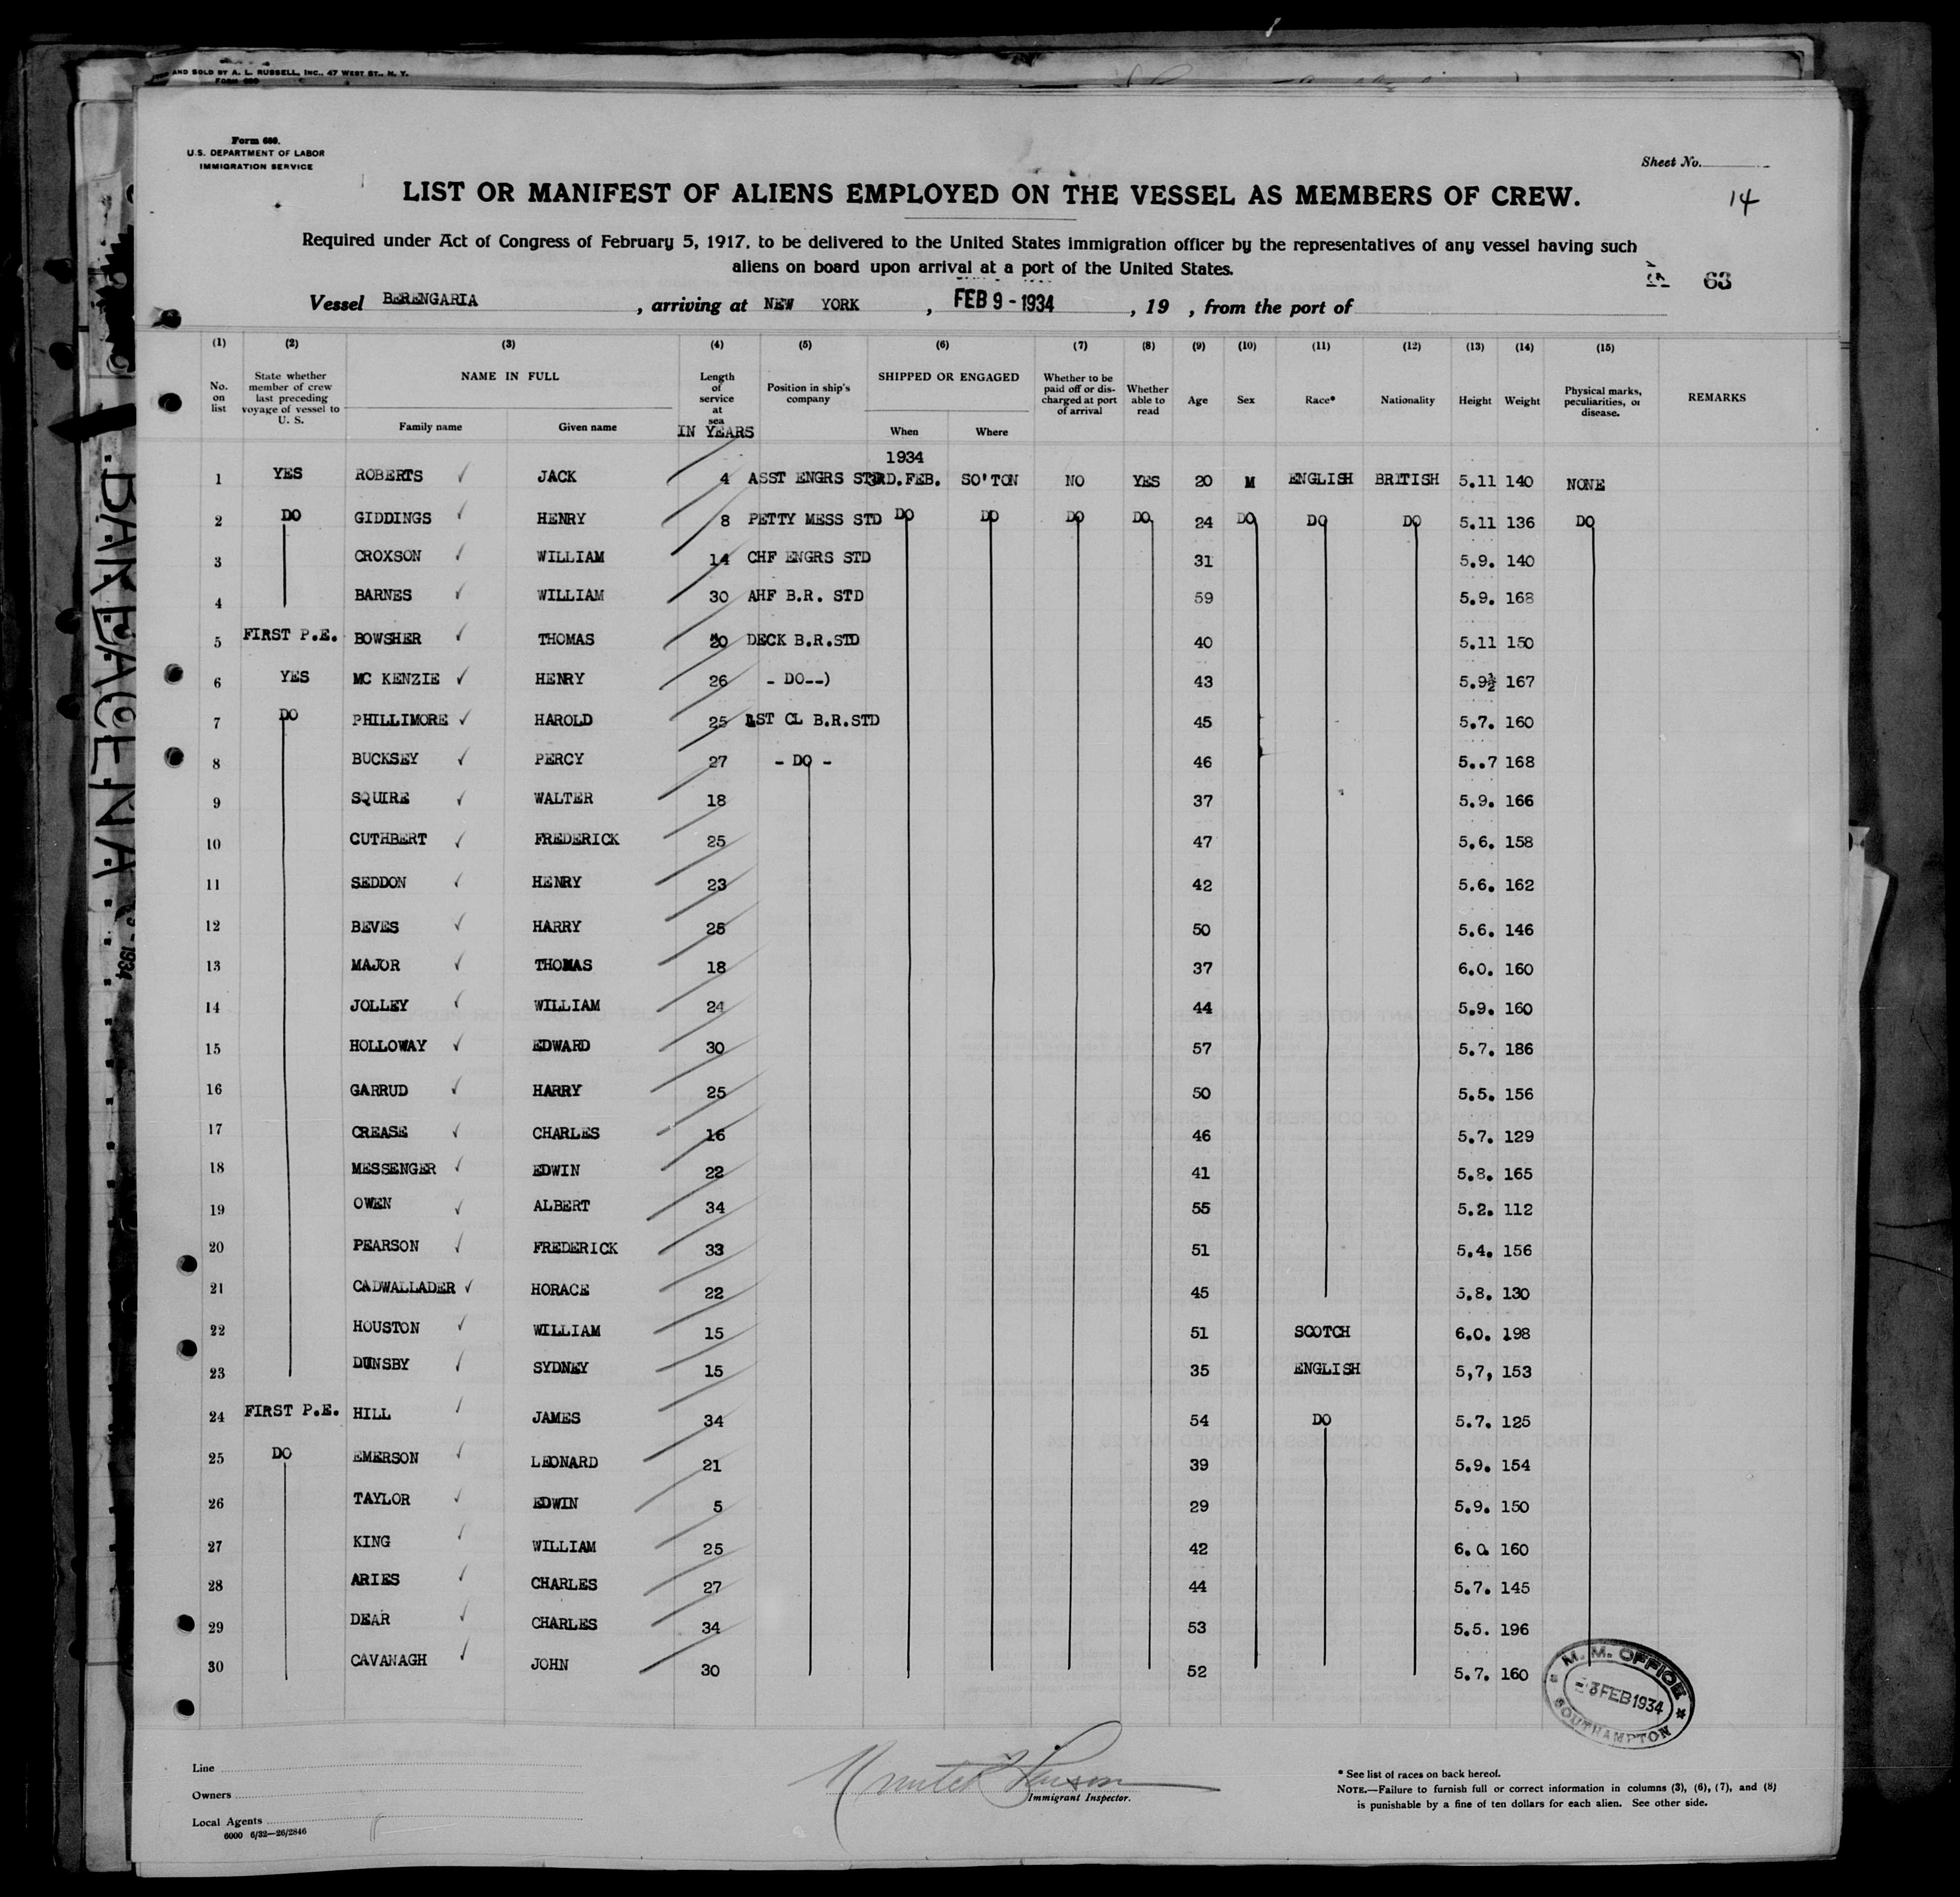 AND SOLD BY A. L. RUSSELL, INC., 47 WEST ST., N. Y.
FORM 689
Form 689.
U.S. DEPARTMENT OF LABOR
IMMIGRATION SERVICE
Sheet No.
14
LIST OR MANIFEST OF ALIENS EMPLOYED ON THE VESSEL AS MEMBERS OF CREW.
Required under Act of Congress of February 5, 1917, to be delivered to the United States immigration officer by the representatives of any vessel having such
aliens on board upon arrival at a port of the United States.
63
Vessel BERENGARIA , arriving at NEW YORK , FEB 9 - 1934 , 19 , from the port of
(1) (2) (3) (4) (5) (6) (7) (8) (9) (10) (11) (12) (13) (14) (15)
No. on list State whether member of crew last preceding voyage of vessel to U. S. NAME IN FULL Family name Given name Length of service at sea IN YEARS Position in ship's company SHIPPED OR ENGAGED When Where Whether to be paid off or discharged at port of arrival Whether able to read Age Sex Race* Nationality Height Weight Physical marks, peculiarities, or disease. REMARKS
1934
1 YES ROBERTS JACK 4 ASST ENGRS STD 3RD.FEB. SO'TON NO YES 20 M ENGLISH BRITISH 5.11 140 NONE
2 DO GIDDINGS HENRY 8 PETTY MESS STD DO DO DO DO 24 DO DO DO 5.11 136 DO
3 CROXSON WILLIAM 14 CHF ENGRS STD 31 5.9. 140
4 BARNES WILLIAM 30 AHF B.R. STD 59 5.9. 168
5 FIRST P.E. BOWSHER THOMAS 20 DECK B.R.STD 40 5.11 150
6 YES MC KENZIE HENRY 26 - DO--) 43 5.9½ 167
7 DO PHILLIMORE HAROLD 25 1ST CL B.R.STD 45 5.7. 160
8 BUCKSEY PERCY 27 - DO - 46 5..7 168
9 SQUIRE WALTER 18 37 5.9. 166
10 CUTHBERT FREDERICK 25 47 5.6. 158
11 SEDDON HENRY 23 42 5.6. 162
12 BEVES HARRY 25 50 5.6. 146
13 MAJOR THOMAS 18 37 6.0. 160
14 JOLLEY WILLIAM 24 44 5.9. 160
15 HOLLOWAY EDWARD 30 57 5.7. 186
16 GARRUD HARRY 25 50 5.5. 156
17 CREASE CHARLES 16 46 5.7. 129
18 MESSENGER EDWIN 22 41 5.8. 165
19 OWEN ALBERT 34 55 5.2. 112
20 PEARSON FREDERICK 33 51 5.4. 156
21 CADWALLADER HORACE 22 45 5.8. 130
22 HOUSTON WILLIAM 15 51 SCOTCH 6.0. 198
23 DUNSBY SYDNEY 15 35 ENGLISH 5,7, 153
24 FIRST P.E. HILL JAMES 34 54 DO 5.7. 125
25 DO EMERSON LEONARD 21 39 5.9. 154
26 TAYLOR EDWIN 5 29 5.9. 150
27 KING WILLIAM 25 42 6.0. 160
28 ARIES CHARLES 27 44 5.7. 145
29 DEAR CHARLES 34 53 5.5. 196
30 CAVANAGH JOHN 30 52 5.7. 160
M. M. OFFICE
-3 FEB 1934
SOUTHAMPTON
Line
Owners
Local Agents
6000 6/32—26/2846
Immigrant Inspector.
* See list of races on back hereof.
NOTE.—Failure to furnish full or correct information in columns (3), (6), (7), and (8)
is punishable by a fine of ten dollars for each alien. See other side.